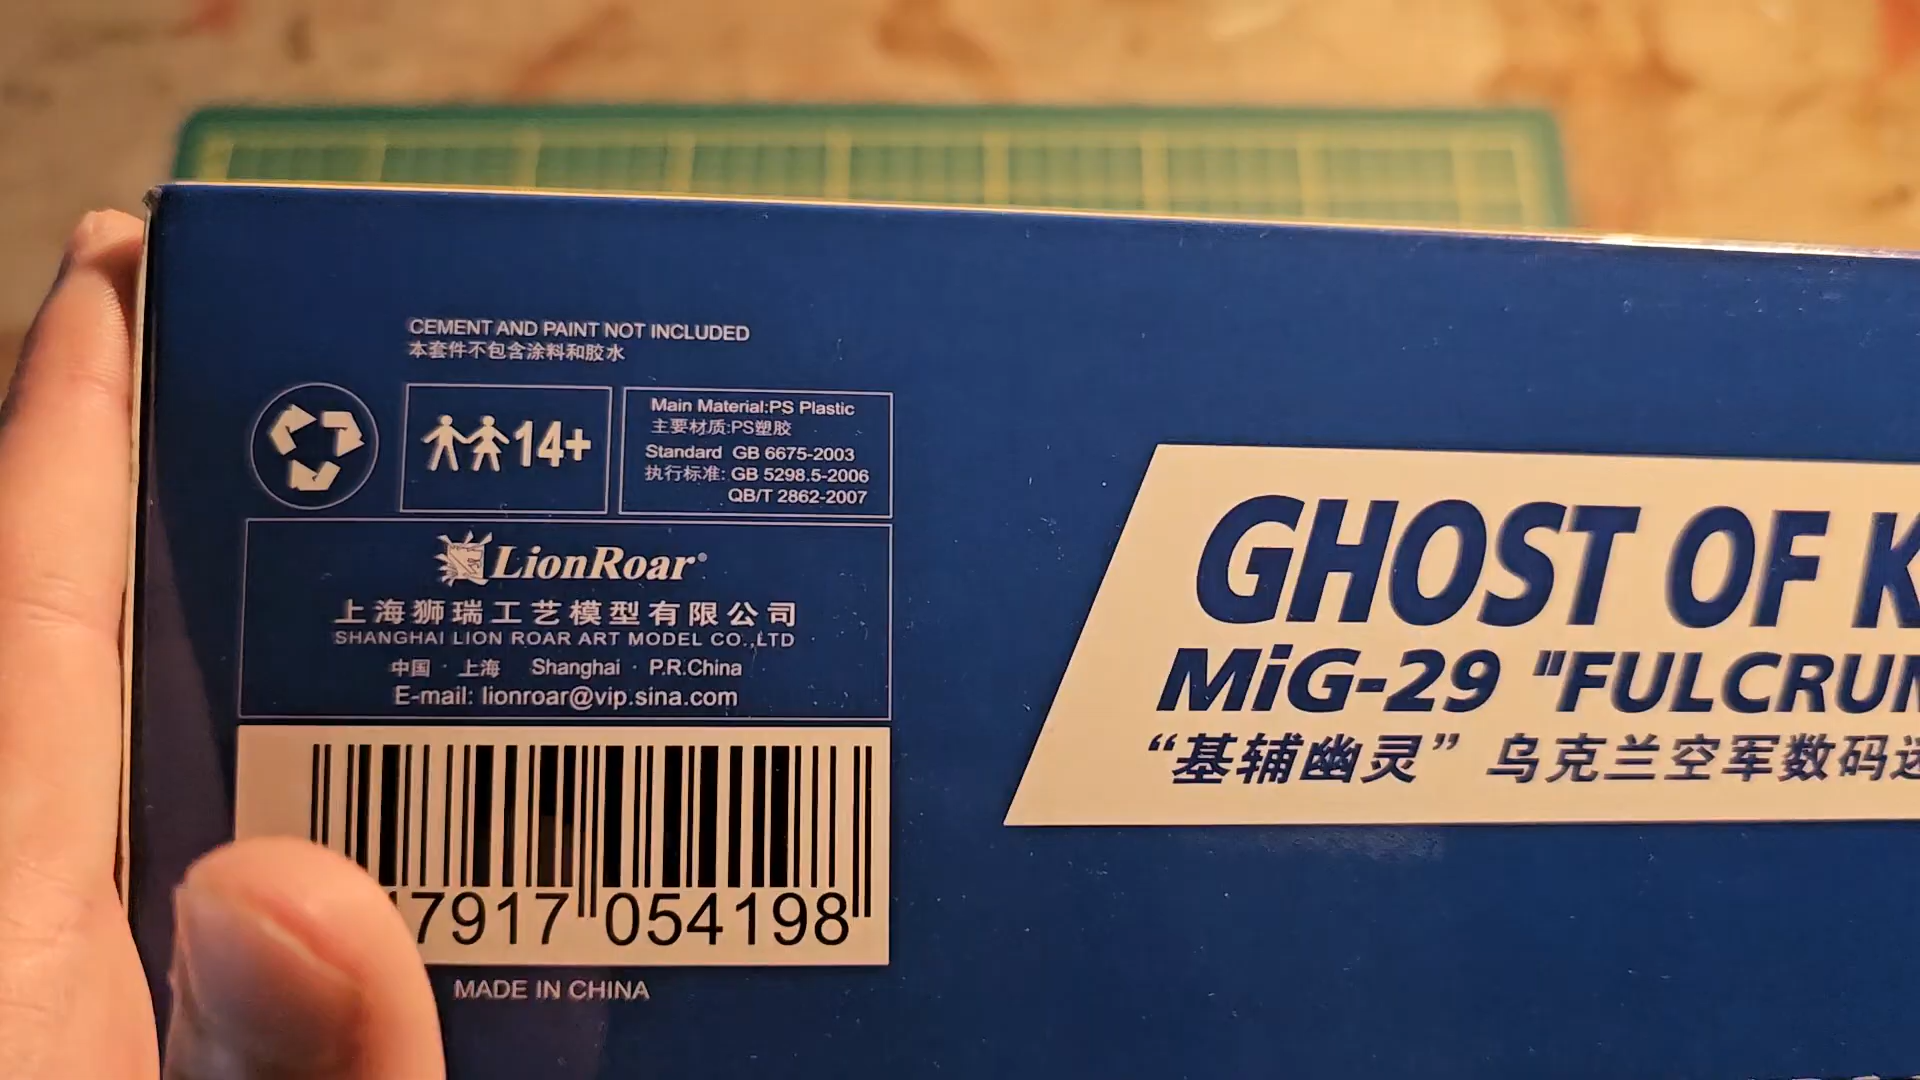 CEMENT AND PAINT NOT INCLUDED
本套件不包含涂料和胶水
14+
Main Material:PS Plastic
主要材质:PS塑胶
Standard GB 6675-2003
执行标准: GB 5298.5-2006
QB/T 2862-2007
LionRoar®
上海狮瑞工艺模型有限公司
SHANGHAI LION ROAR ART MODEL CO.,LTD
中国 · 上海 Shanghai · P.R.China
E-mail: lionroar@vip.sina.com
7917 054198
MADE IN CHINA
GHOST OF K
MiG-29 "FULCRUM
“基辅幽灵” 乌克兰空军数码迷